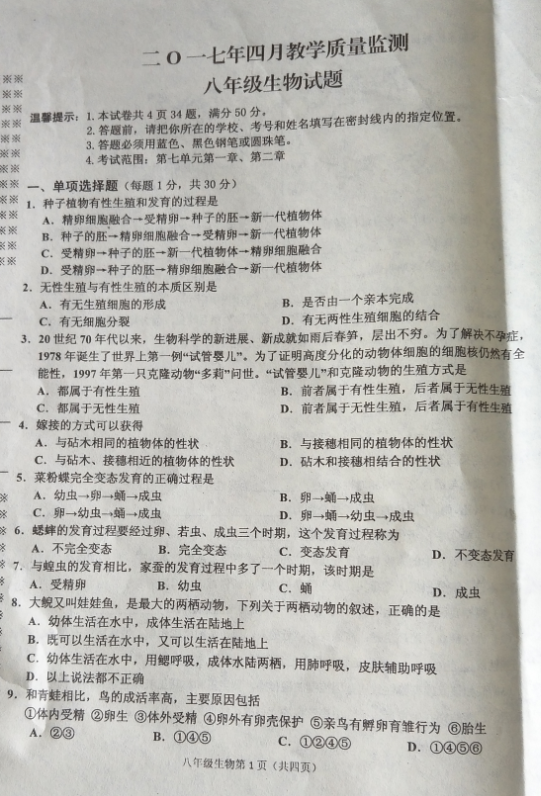 二〇一七年四月教学质量监测
八年级生物试题
温馨提示：1. 本试卷共 4 页 34 题，满分 50 分。
2. 答题前，请把你所在的学校、考号和姓名填写在密封线内的指定位置。
3. 答题必须用蓝色、黑色钢笔或圆珠笔。
4. 考试范围：第七单元第一章、第二章
一、单项选择题（每题 1 分，共 30 分）
1．种子植物有性生殖和发育的过程是
A．精卵细胞融合→受精卵→种子的胚→新一代植物体
B．种子的胚→精卵细胞融合→受精卵→新一代植物体
C．受精卵→种子的胚→新一代植物体→精卵细胞融合
D．受精卵→种子的胚→精卵细胞融合→新一代植物体
2．无性生殖与有性生殖的本质区别是
A．有无生殖细胞的形成 B．是否由一个亲本完成
C．有无细胞分裂 D．有无两性生殖细胞的结合
3．20 世纪 70 年代以来，生物科学的新进展、新成就如雨后春笋，层出不穷。为了解决不孕症，
1978 年诞生了世界上第一例“试管婴儿”。为了证明高度分化的动物体细胞的细胞核仍然有全
能性，1997 年第一只克隆动物“多莉”问世。“试管婴儿”和克隆动物的生殖方式是
A．都属于有性生殖 B．前者属于有性生殖，后者属于无性生殖
C．都属于无性生殖 D．前者属于无性生殖，后者属于有性生殖
4．嫁接的方式可以获得
A．与砧木相同的植物体的性状 B．与接穗相同的植物体的性状
C．与砧木、接穗相近的植物体的性状 D．砧木和接穗相结合的性状
5．菜粉蝶完全变态发育的正确过程是
A．幼虫→卵→蛹→成虫 B．卵→蛹→成虫
C．卵→幼虫→蛹→成虫 D．卵→蛹→幼虫→成虫
6．蟋蟀的发育过程要经过卵、若虫、成虫三个时期，这个发育过程称为
A．不完全变态 B．完全变态 C．变态发育 D．不变态发育
7．与蝗虫的发育相比，家蚕的发育过程中多了一个时期，该时期是
A．受精卵 B．幼虫 C．蛹 D．成虫
8．大鲵又叫娃娃鱼，是最大的两栖动物，下列关于两栖动物的叙述，正确的是
A．幼体生活在水中，成体生活在陆地上
B．既可以生活在水中，又可以生活在陆地上
C．幼体生活在水中，用鳃呼吸，成体水陆两栖，用肺呼吸，皮肤辅助呼吸
D．以上说法都不正确
9．和青蛙相比，鸟的成活率高，主要原因包括
①体内受精 ②卵生 ③体外受精 ④卵外有卵壳保护 ⑤亲鸟有孵卵育雏行为 ⑥胎生
A．②③ B．①④⑤ C．①②④⑤ D．①④⑤⑥
八年级生物第 1 页（共四页）